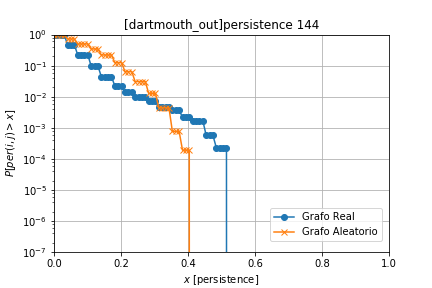 [dartmouth_out]persistence 144
P[per(i, j) > x]
10⁰
10⁻¹
10⁻²
10⁻³
10⁻⁴
10⁻⁵
10⁻⁶
10⁻⁷
Grafo Real
Grafo Aleatorio
0.0 0.2 0.4 0.6 0.8 1.0
x [persistence]